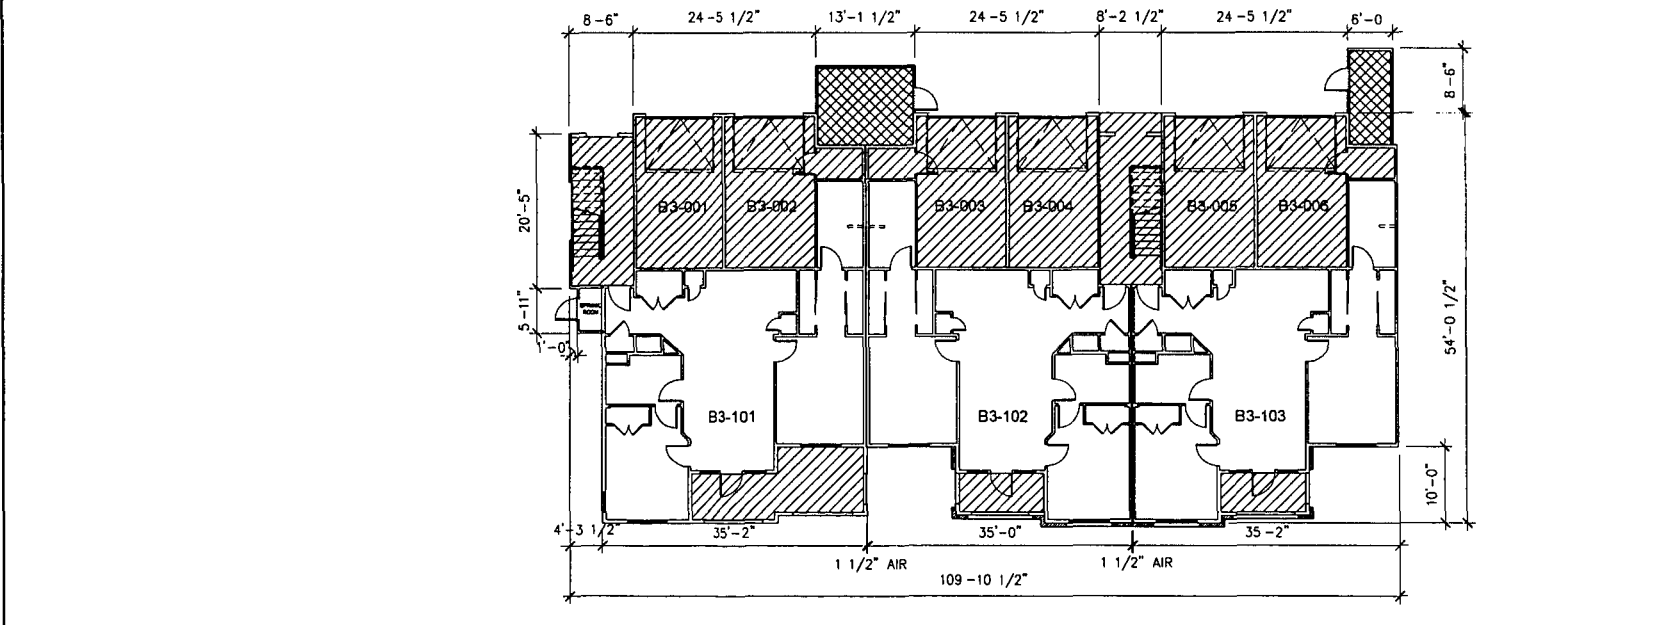 8-6" 24-5 1/2" 13'-1 1/2" 24-5 1/2" 8'-2 1/2" 24-5 1/2" 6'-0
8-6"
20'-5"
B3-001 B3-002 B3-003 B3-004 B3-005 B3-006
5-11"
ROOM
1'-0"
54'-0 1/2"
B3-101 B3-102 B3-103
10'-0"
4'-3 1/2" 35'-2" 35'-0" 35-2"
1 1/2" AIR 1 1/2" AIR
109-10 1/2"